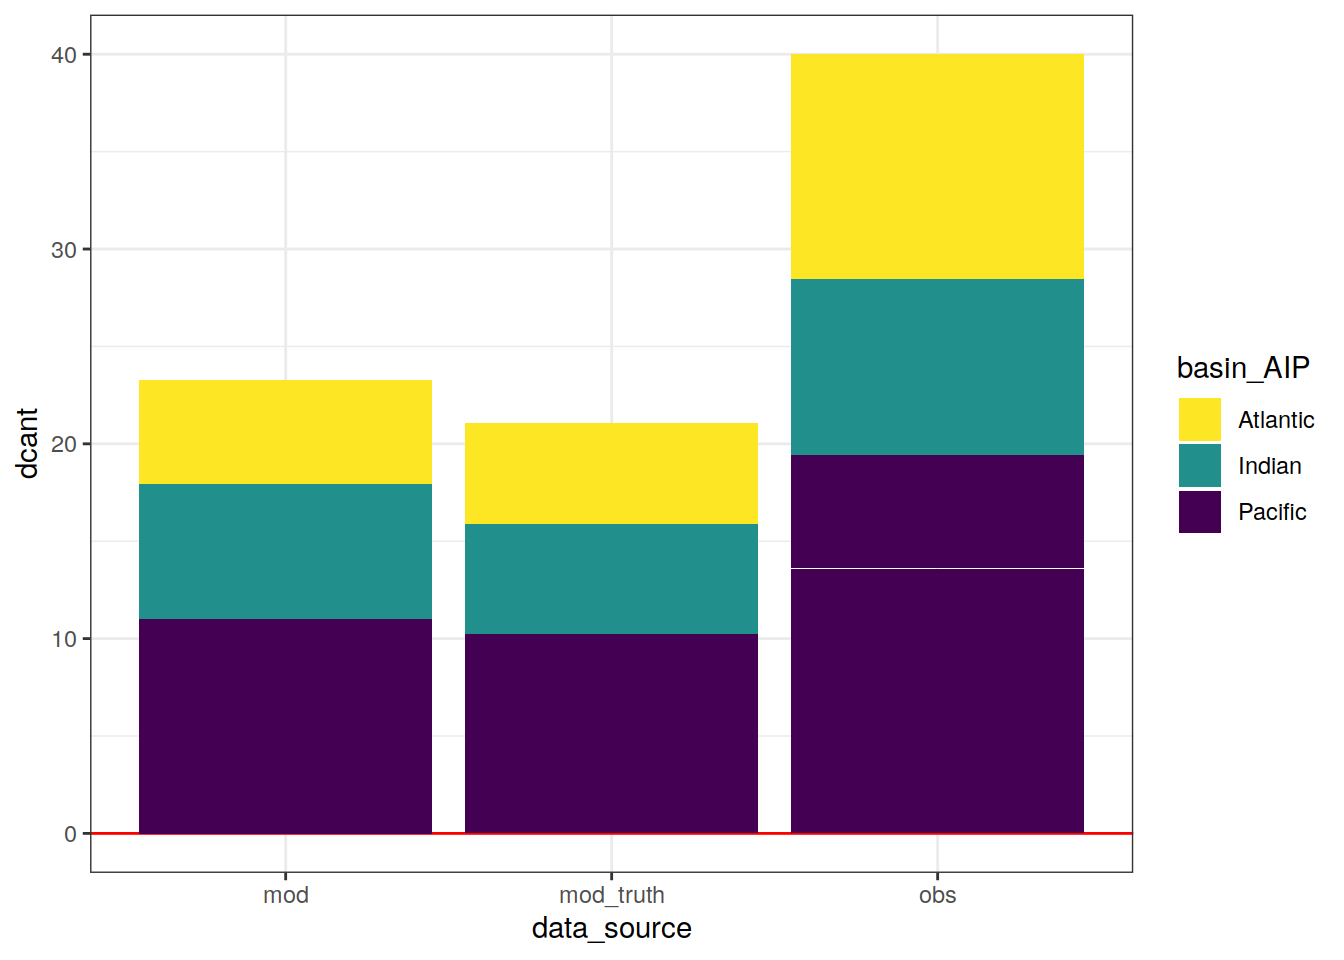 40
30
20
10
0
dcant
mod
mod_truth
obs
data_source
basin_AIP
Atlantic
Indian
Pacific